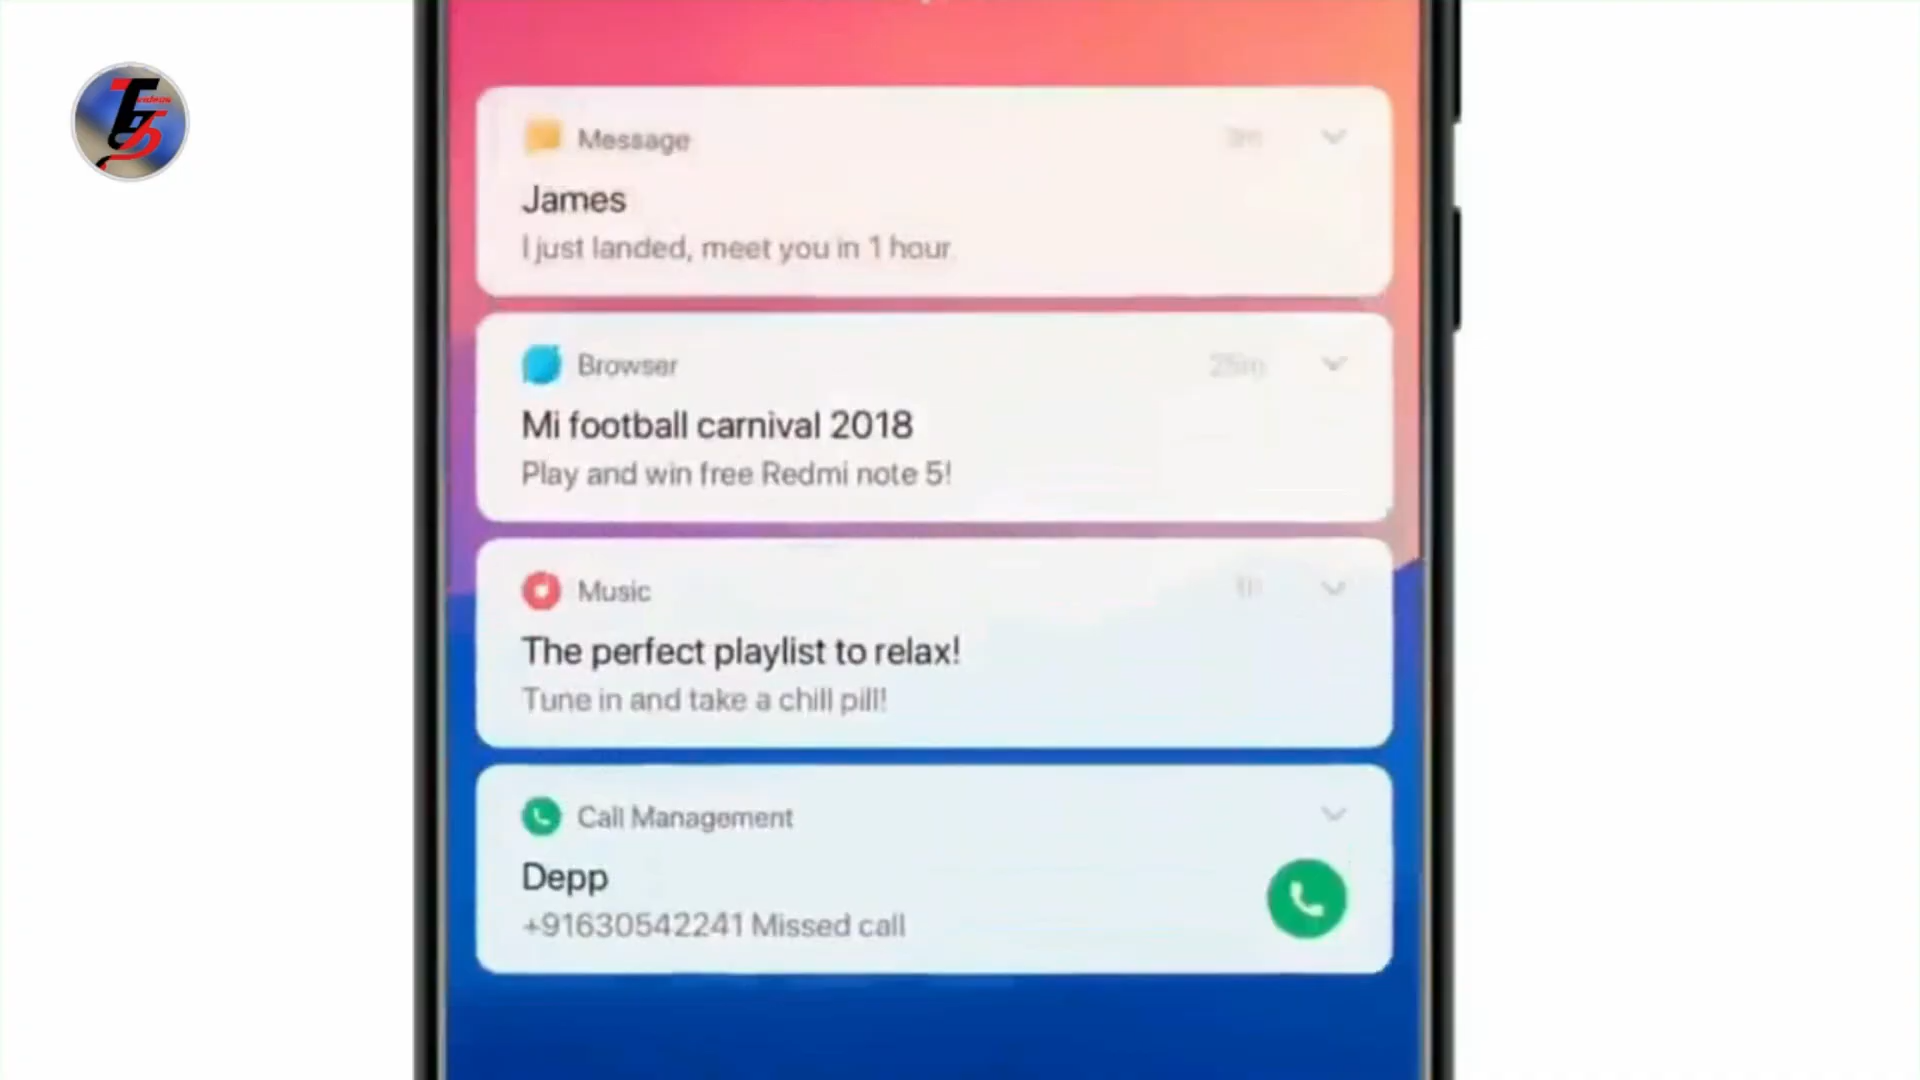 Message
James
I just landed, meet you in 1 hour.
Browser 25m
Mi football carnival 2018
Play and win free Redmi note 5!
Music
The perfect playlist to relax!
Tune in and take a chill pill!
Call Management
Depp
+91630542241 Missed call